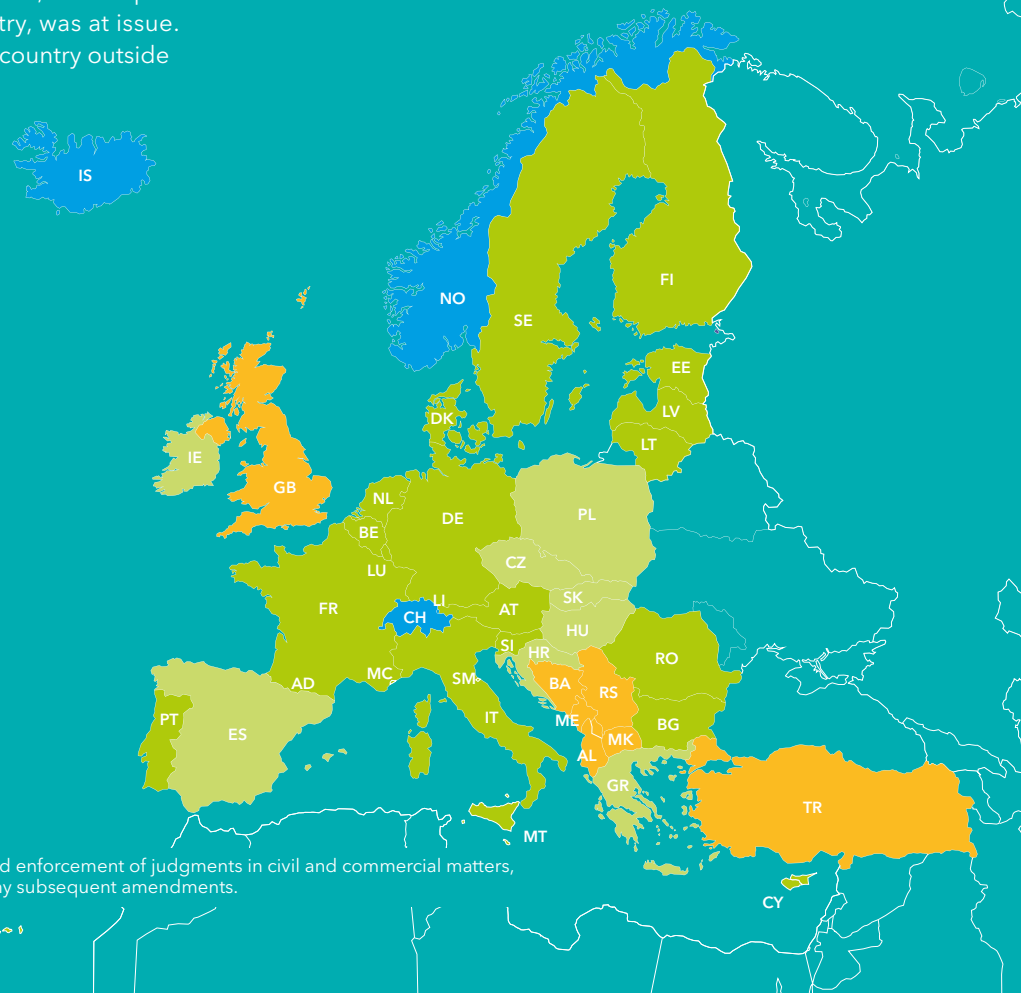 try, was at issue.
country outside
IS
NO
FI
SE
EE
LV
DK
LT
IE
GB
NL
DE
PL
BE
CZ
LU
SK
LI
FR
AT
CH
HU
SI
HR
RO
MC
SM
AD
BA
RS
PT
IT
ME
BG
ES
MK
AL
GR
TR
MT
d enforcement of judgments in civil and commercial matters,
y subsequent amendments.
CY